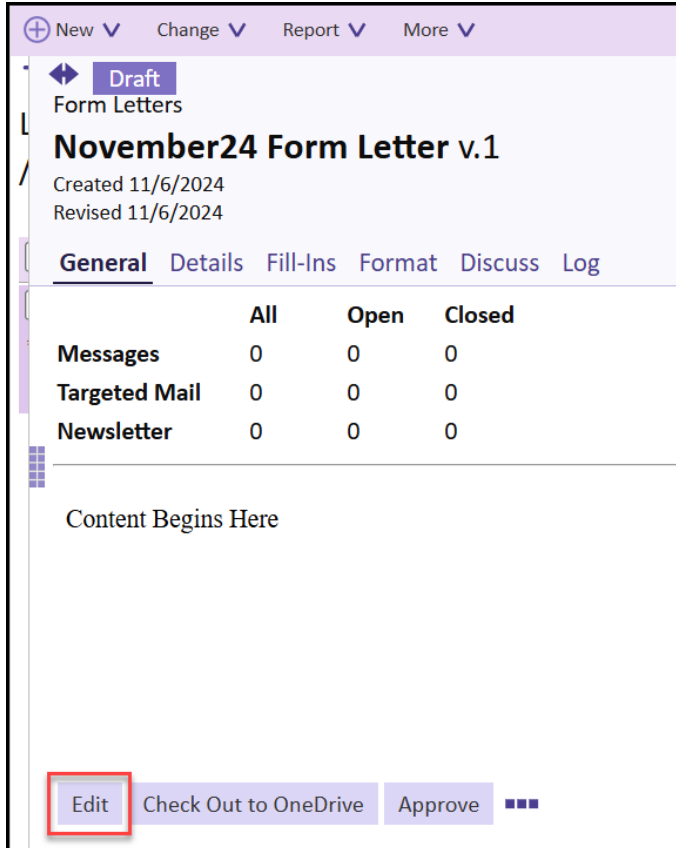 New Change Report More
Draft
Form Letters
November24 Form Letter v.1
Created 11/6/2024
Revised 11/6/2024
General Details Fill-Ins Format Discuss Log
All Open Closed
Messages 0 0 0
Targeted Mail 0 0 0
Newsletter 0 0 0
Content Begins Here
Edit Check Out to OneDrive Approve